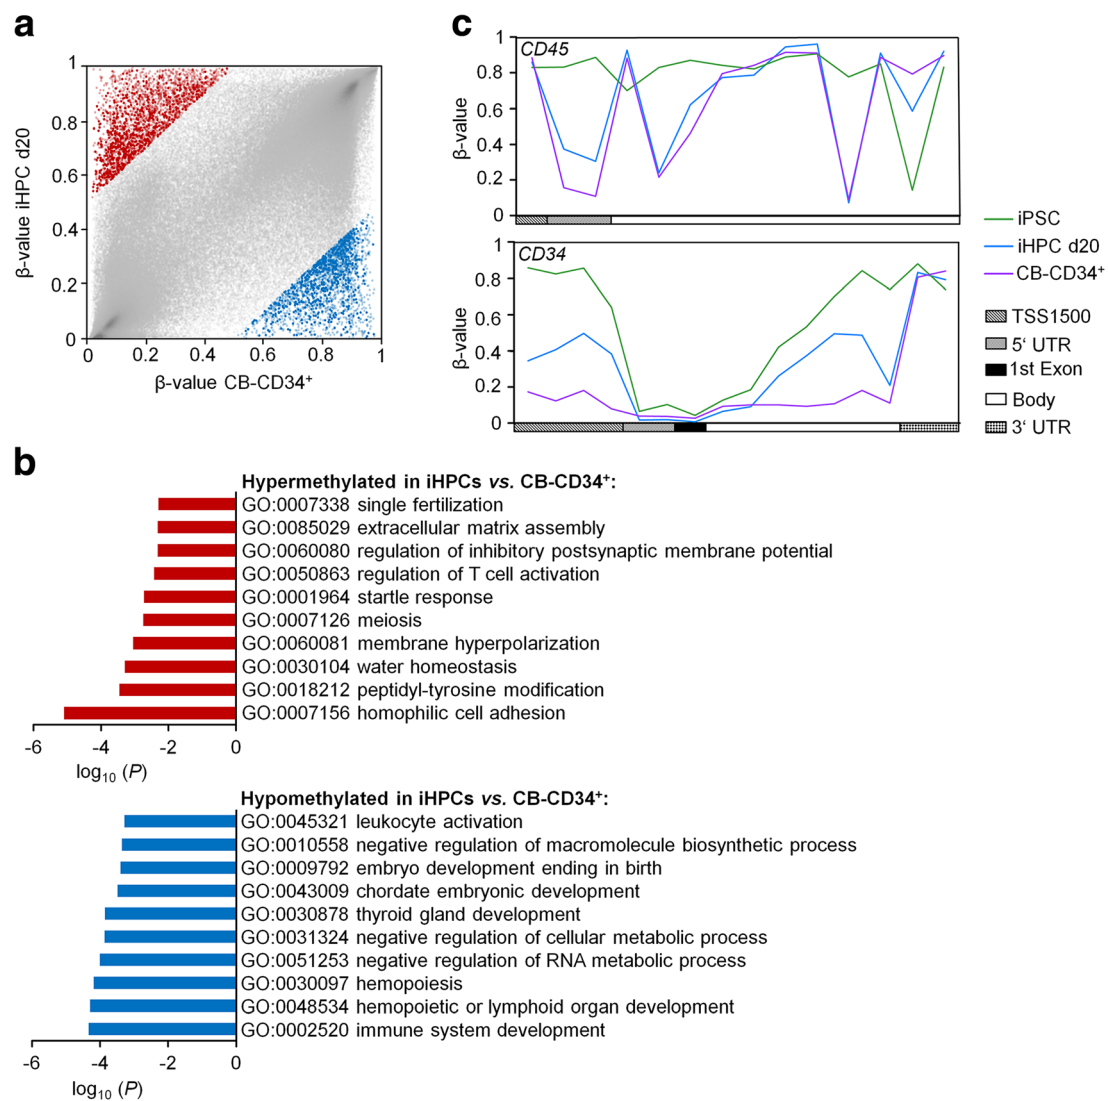 a
β-value iHPC d20
1
0.8
0.6
0.4
0.2
0
0
0.2
0.4
0.6
0.8
1
β-value CB-CD34⁺
c
CD45
β-value
1
0.8
0.6
0.4
0.2
0
CD34
β-value
1
0.8
0.6
0.4
0.2
0
iPSC
iHPC d20
CB-CD34⁺
TSS1500
5‘ UTR
1st Exon
Body
3‘ UTR
b
Hypermethylated in iHPCs vs. CB-CD34⁺:
GO:0007338 single fertilization
GO:0085029 extracellular matrix assembly
GO:0060080 regulation of inhibitory postsynaptic membrane potential
GO:0050863 regulation of T cell activation
GO:0001964 startle response
GO:0007126 meiosis
GO:0060081 membrane hyperpolarization
GO:0030104 water homeostasis
GO:0018212 peptidyl-tyrosine modification
GO:0007156 homophilic cell adhesion
-6
-4
-2
0
log₁₀ (P)
Hypomethylated in iHPCs vs. CB-CD34⁺:
GO:0045321 leukocyte activation
GO:0010558 negative regulation of macromolecule biosynthetic process
GO:0009792 embryo development ending in birth
GO:0043009 chordate embryonic development
GO:0030878 thyroid gland development
GO:0031324 negative regulation of cellular metabolic process
GO:0051253 negative regulation of RNA metabolic process
GO:0030097 hemopoiesis
GO:0048534 hemopoietic or lymphoid organ development
GO:0002520 immune system development
-6
-4
-2
0
log₁₀ (P)